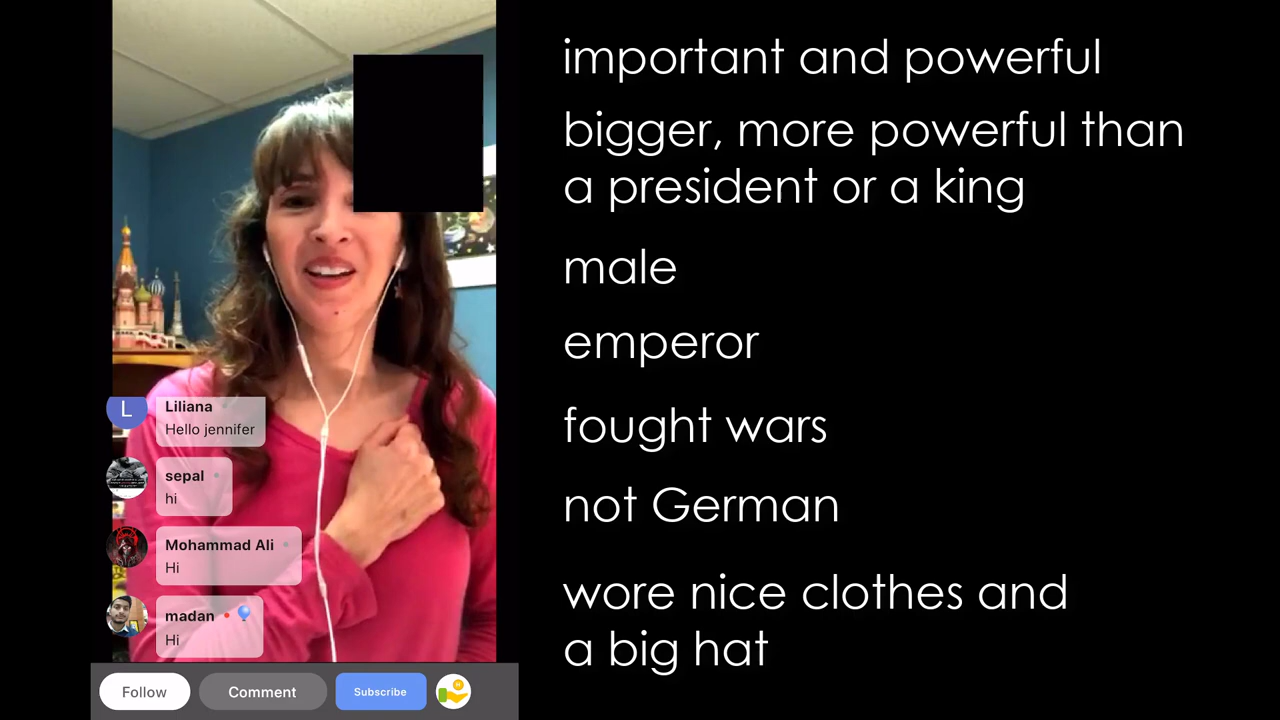 important and powerful
bigger, more powerful than
a president or a king
male
emperor
fought wars
not German
wore nice clothes and
a big hat
L
Liliana
Hello jennifer
sepal
hi
Mohammad Ali
Hi
madan
Hi
Follow
Comment
Subscribe